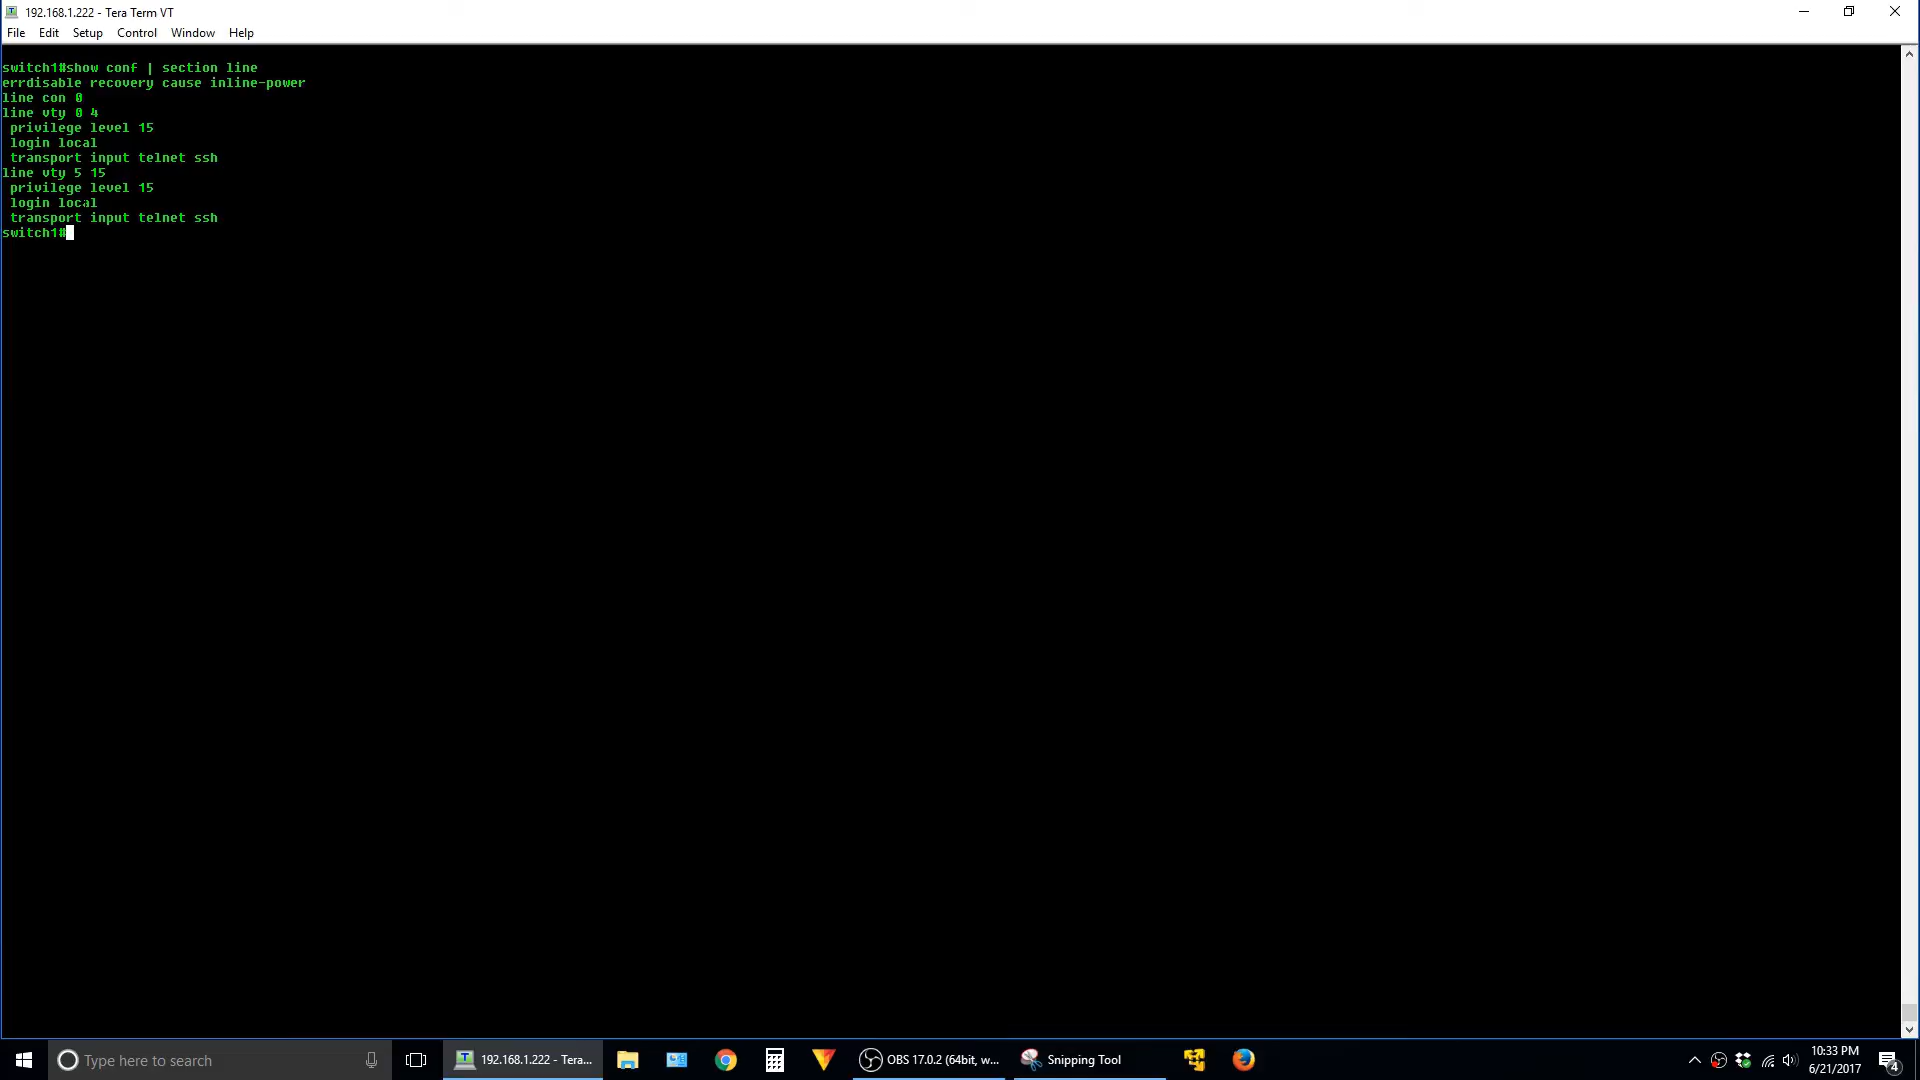 192.168.1.222 - Tera Term VT
File Edit Setup Control Window Help
switch1#show conf | section line
errdisable recovery cause inline-power
line con 0
line vty 0 4
 privilege level 15
 login local
 transport input telnet ssh
line vty 5 15
 privilege level 15
 login local
 transport input telnet ssh
switch1#
Type here to search
192.168.1.222 - Tera...
OBS 17.0.2 (64bit, w...
Snipping Tool
10:33 PM
6/21/2017
4